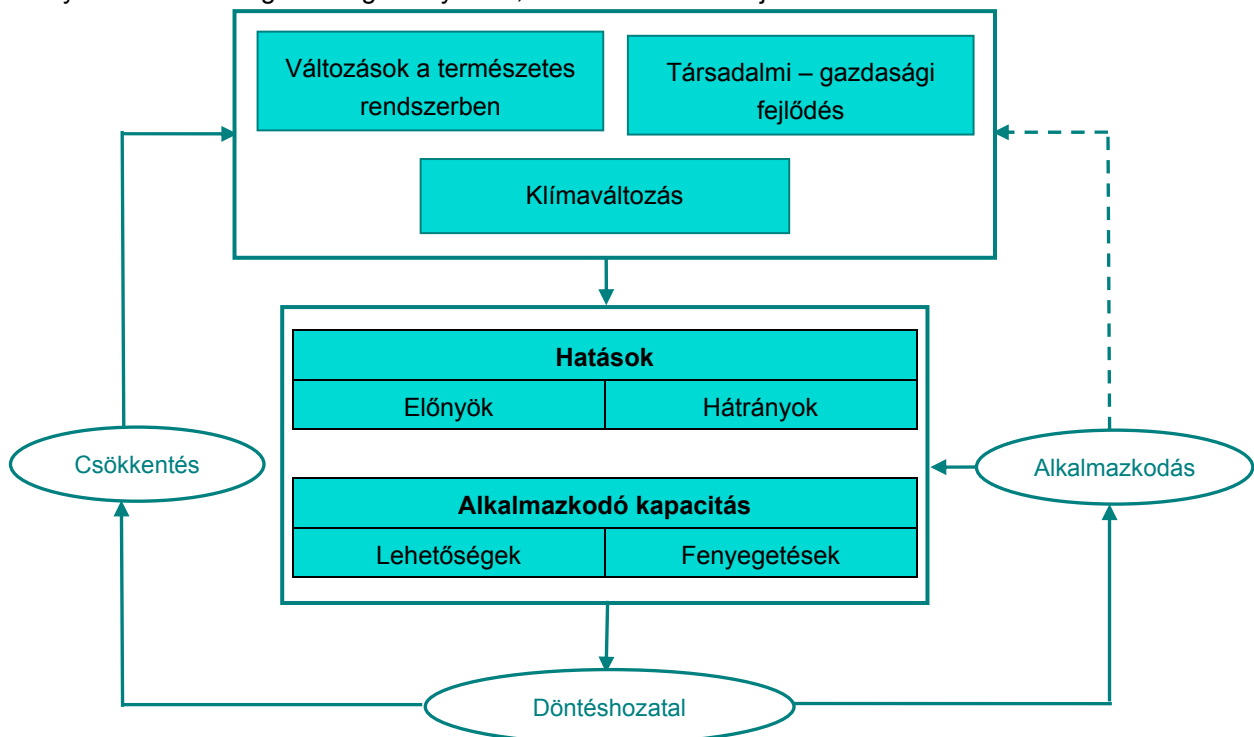 Változások a természetes
rendszerben
Társadalmi – gazdasági
fejlődés
Klímaváltozás
Hatások
Előnyök
Hátrányok
Csökkentés
Alkalmazkodás
Alkalmazkodó kapacitás
Lehetőségek
Fenyegetések
Döntéshozatal